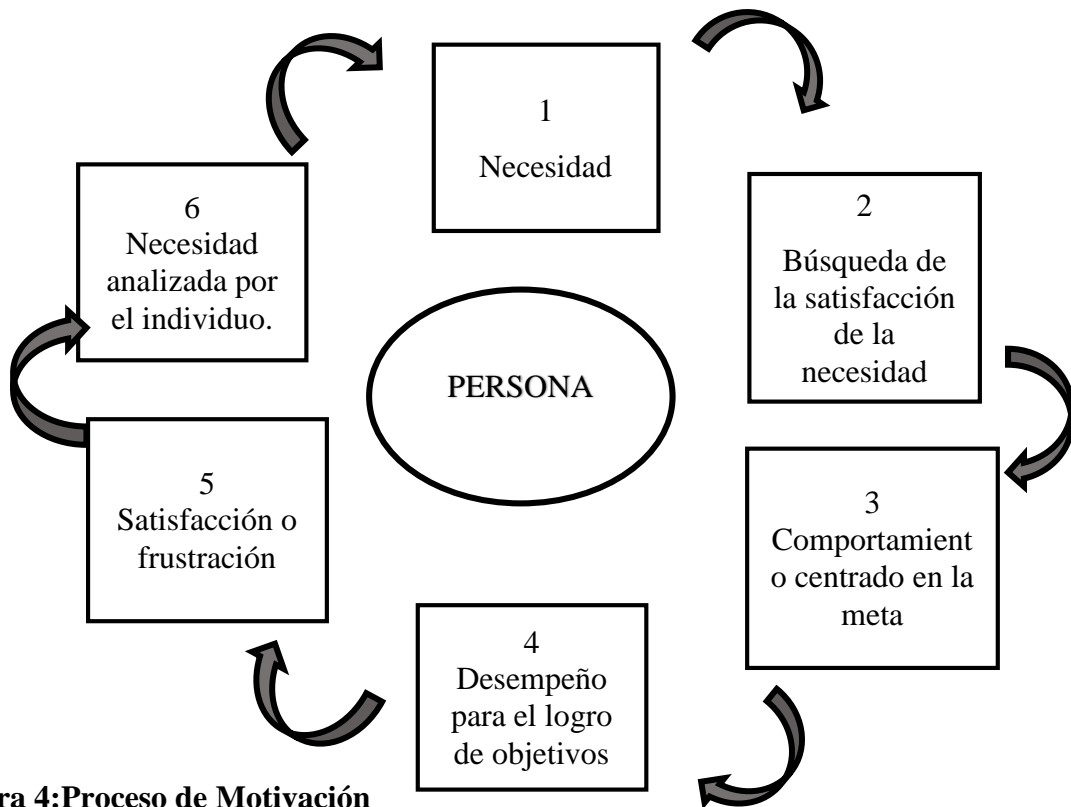 1
Necesidad
2
Búsqueda de
la satisfacción
de la
necesidad
3
Comportamient
o centrado en la
meta
4
Desempeño
para el logro
de objetivos
5
Satisfacción o
frustración
6
Necesidad
analizada por
el individuo.
PERSONA
ra 4:Proceso de Motivación